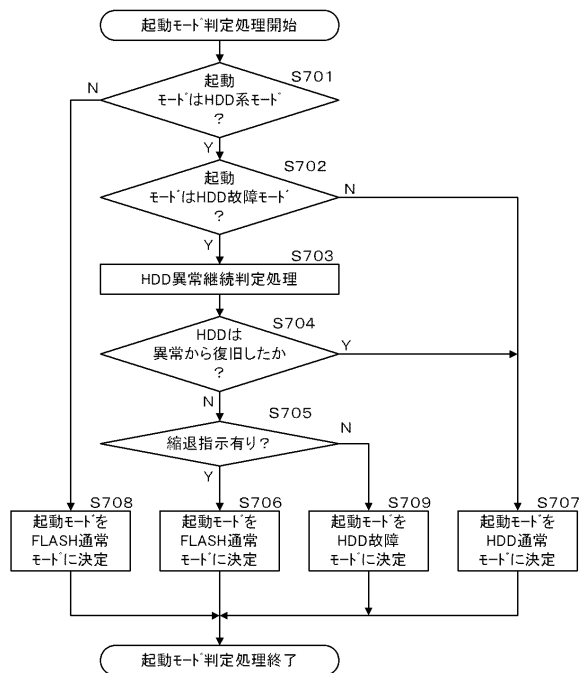 起動モード判定処理開始
S701
起動
モードはHDD系モード
?
N
Y
S702
起動
モードはHDD故障モード
?
N
Y
S703
HDD異常継続判定処理
S704
HDDは
異常から復旧したか
?
Y
N
S705
縮退指示有り?
N
Y
S708
起動モードを
FLASH通常
モードに決定
S706
起動モードを
FLASH通常
モードに決定
S709
起動モードを
HDD故障
モードに決定
S707
起動モードを
HDD通常
モードに決定
起動モード判定処理終了